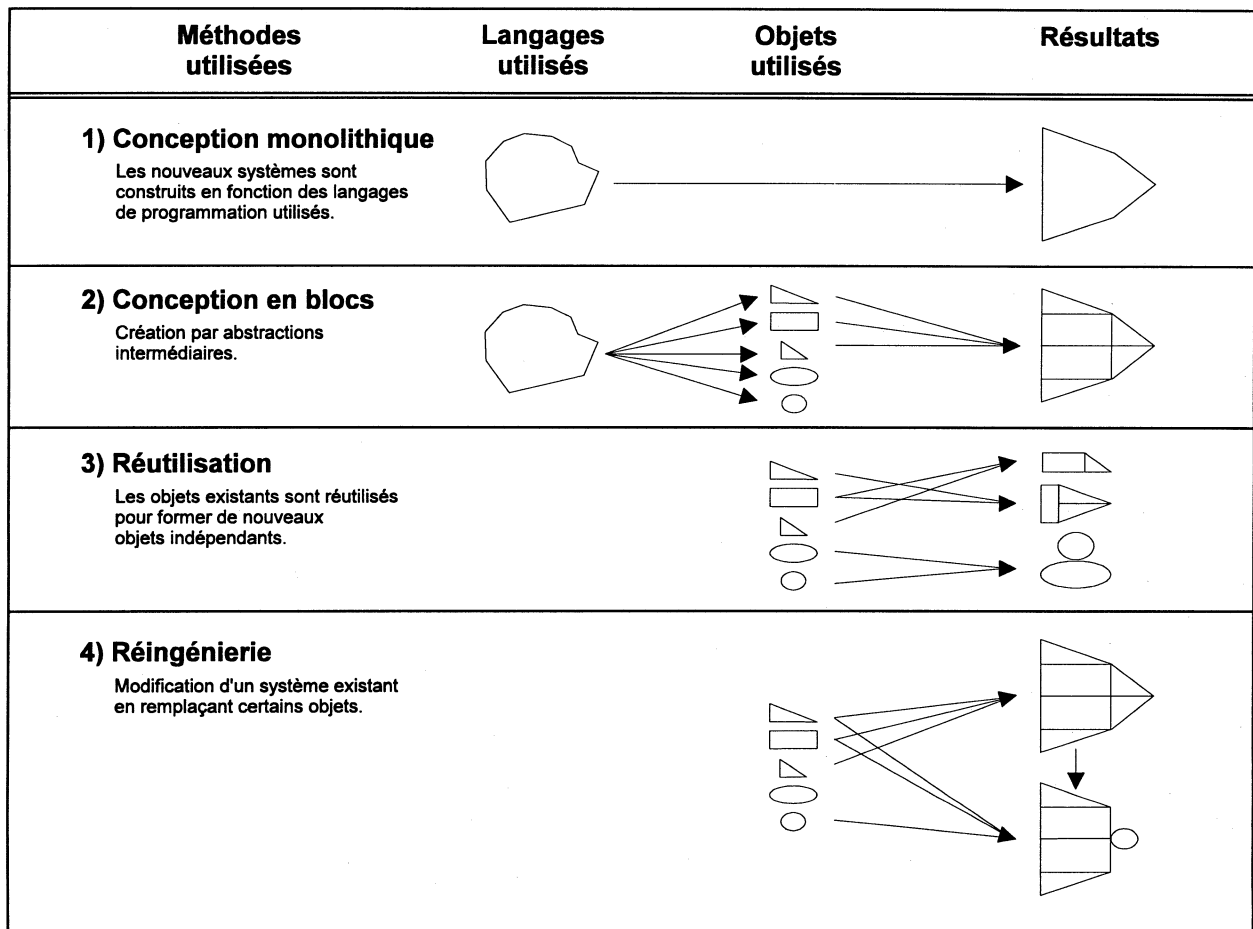 Méthodes utilisées
Langages utilisés
Objets utilisés
Résultats
1) Conception monolithique
Les nouveaux systèmes sont
construits en fonction des langages
de programmation utilisés.
2) Conception en blocs
Création par abstractions
intermédiaires.
3) Réutilisation
Les objets existants sont réutilisés
pour former de nouveaux
objets indépendants.
4) Réingénierie
Modification d'un système existant
en remplaçant certains objets.